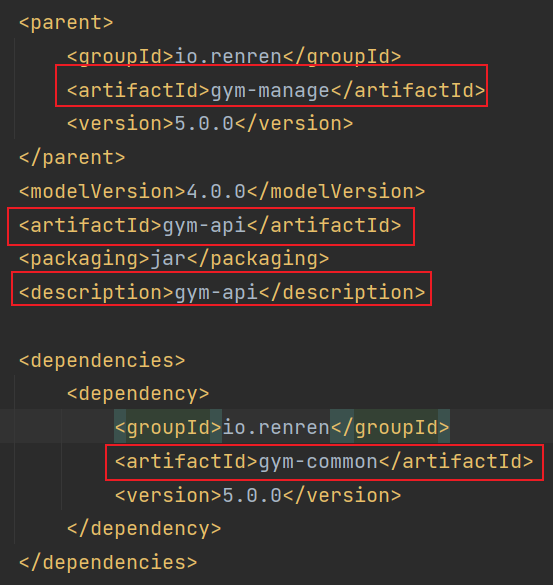 <parent>
<groupId>io.renren</groupId>
<artifactId>gym-manage</artifactId>
<version>5.0.0</version>
</parent>
<modelVersion>4.0.0</modelVersion>
<artifactId>gym-api</artifactId>
<packaging>jar</packaging>
<description>gym-api</description>
<dependencies>
<dependency>
<groupId>io.renren</groupId>
<artifactId>gym-common</artifactId>
<version>5.0.0</version>
</dependency>
</dependencies>